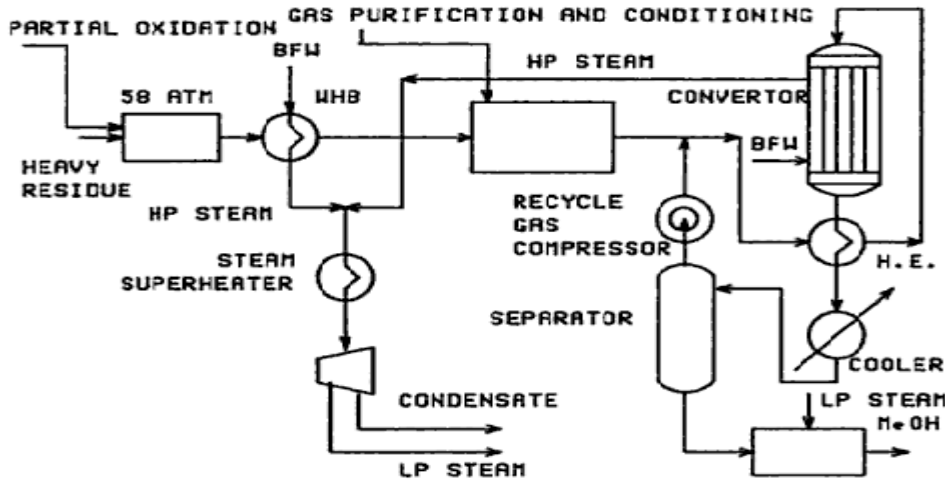 GAS PURIFICATION AND CONDITIONING
PARTIAL OXIDATION
BFW
HP STEAM
58 ATM
WHB
CONVERTOR
BFW
HEAVY
RESIDUE
HP STEAM
RECYCLE
GAS
COMPRESSOR
STEAM
SUPERHEATER
H.E.
SEPARATOR
COOLER
CONDENSATE
LP STEAM
MeOH
LP STEAM